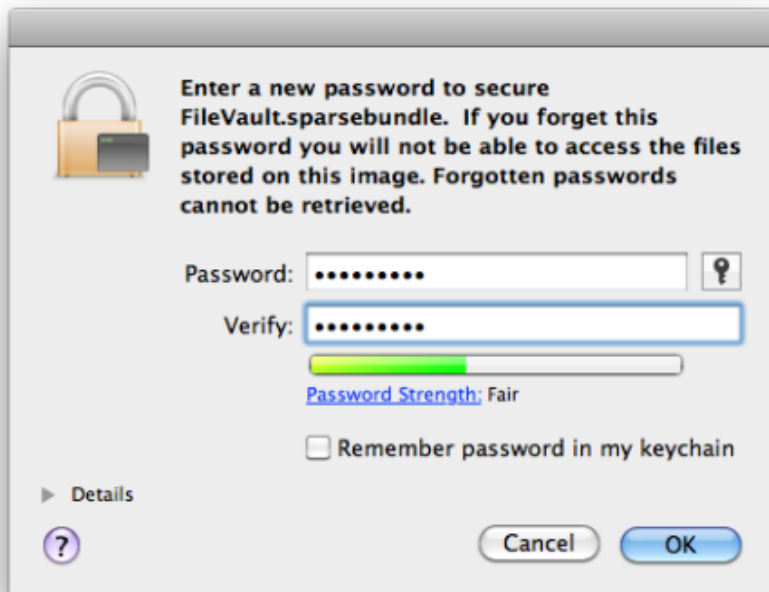 Enter a new password to secure
FileVault.sparsebundle.  If you forget this
password you will not be able to access the files
stored on this image. Forgotten passwords
cannot be retrieved.
Password: •••••••••
Verify: •••••••••
Password Strength: Fair
Remember password in my keychain
Details
? Cancel OK